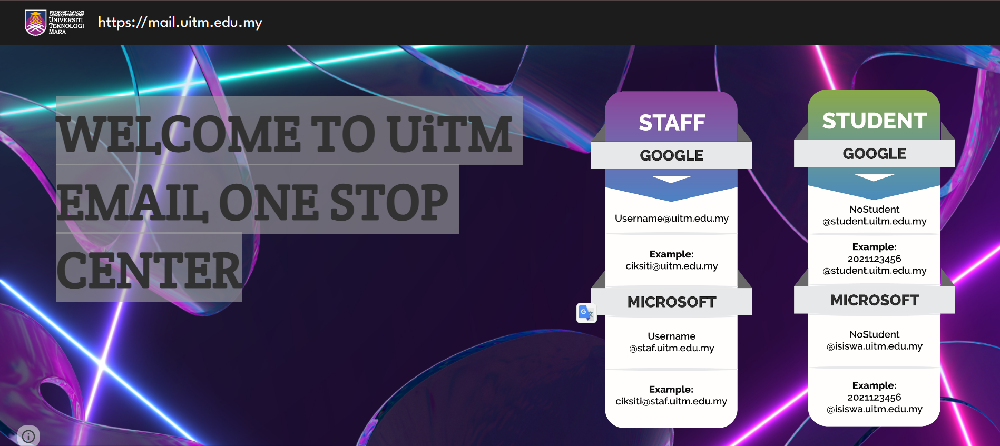 UNIVERSITI
TEKNOLOGI
MARA
https://mail.uitm.edu.my
WELCOME TO UiTM
EMAIL ONE STOP
CENTER
STAFF
GOOGLE
Username@uitm.edu.my
Example:
ciksiti@uitm.edu.my
MICROSOFT
Username
@staf.uitm.edu.my
Example:
ciksiti@staf.uitm.edu.my
STUDENT
GOOGLE
NoStudent
@student.uitm.edu.my
Example:
2021123456
@student.uitm.edu.my
MICROSOFT
NoStudent
@isiswa.uitm.edu.my
Example:
2021123456
@isiswa.uitm.edu.my